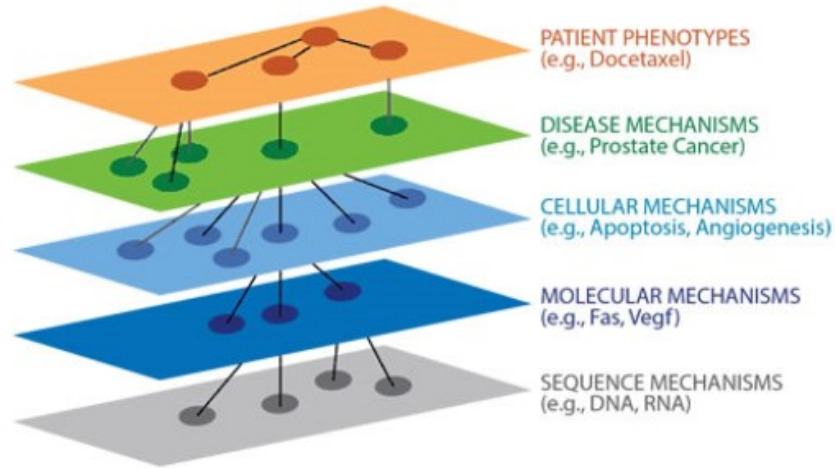 PATIENT PHENOTYPES
(e.g., Docetaxel)
DISEASE MECHANISMS
(e.g., Prostate Cancer)
CELLULAR MECHANISMS
(e.g., Apoptosis, Angiogenesis)
MOLECULAR MECHANISMS
(e.g., Fas, Vegf)
SEQUENCE MECHANISMS
(e.g., DNA, RNA)